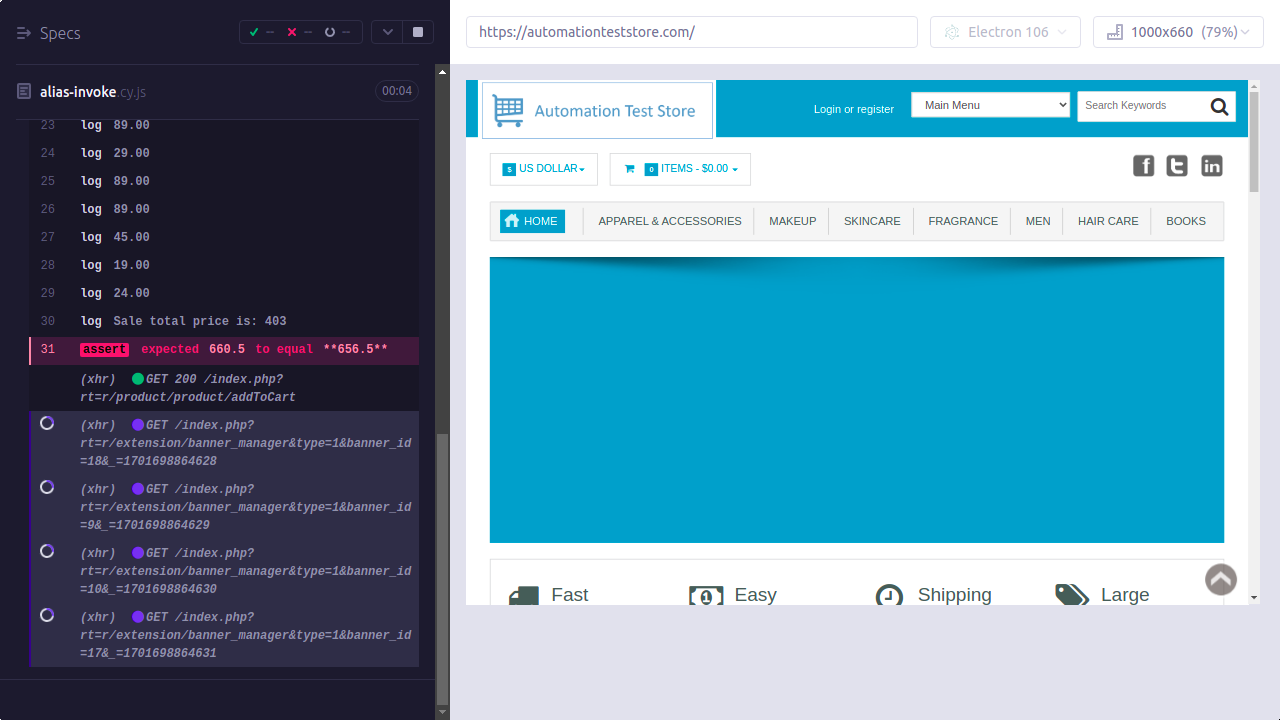 Specs
--
--
--
https://automationteststore.com/
Electron 106
1000x660 (79%)
alias-invoke.cy.js
00:04
23 log 89.00
24 log 29.00
25 log 89.00
26 log 89.00
27 log 45.00
28 log 19.00
29 log 24.00
30 log Sale total price is: 403
31 assert expected 660.5 to equal **656.5**
(xhr) GET 200 /index.php?
rt=r/product/product/addToCart
(xhr) GET /index.php?
rt=r/extension/banner_manager&type=1&banner_id
=18&_=1701698864628
(xhr) GET /index.php?
rt=r/extension/banner_manager&type=1&banner_id
=9&_=1701698864629
(xhr) GET /index.php?
rt=r/extension/banner_manager&type=1&banner_id
=10&_=1701698864630
(xhr) GET /index.php?
rt=r/extension/banner_manager&type=1&banner_id
=17&_=1701698864631
Automation Test Store
Login or register
Main Menu
Search Keywords
$ US DOLLAR
0 ITEMS - $0.00
f
t
in
HOME
APPAREL & ACCESSORIES
MAKEUP
SKINCARE
FRAGRANCE
MEN
HAIR CARE
BOOKS
Fast
1
Easy
Shipping
Large